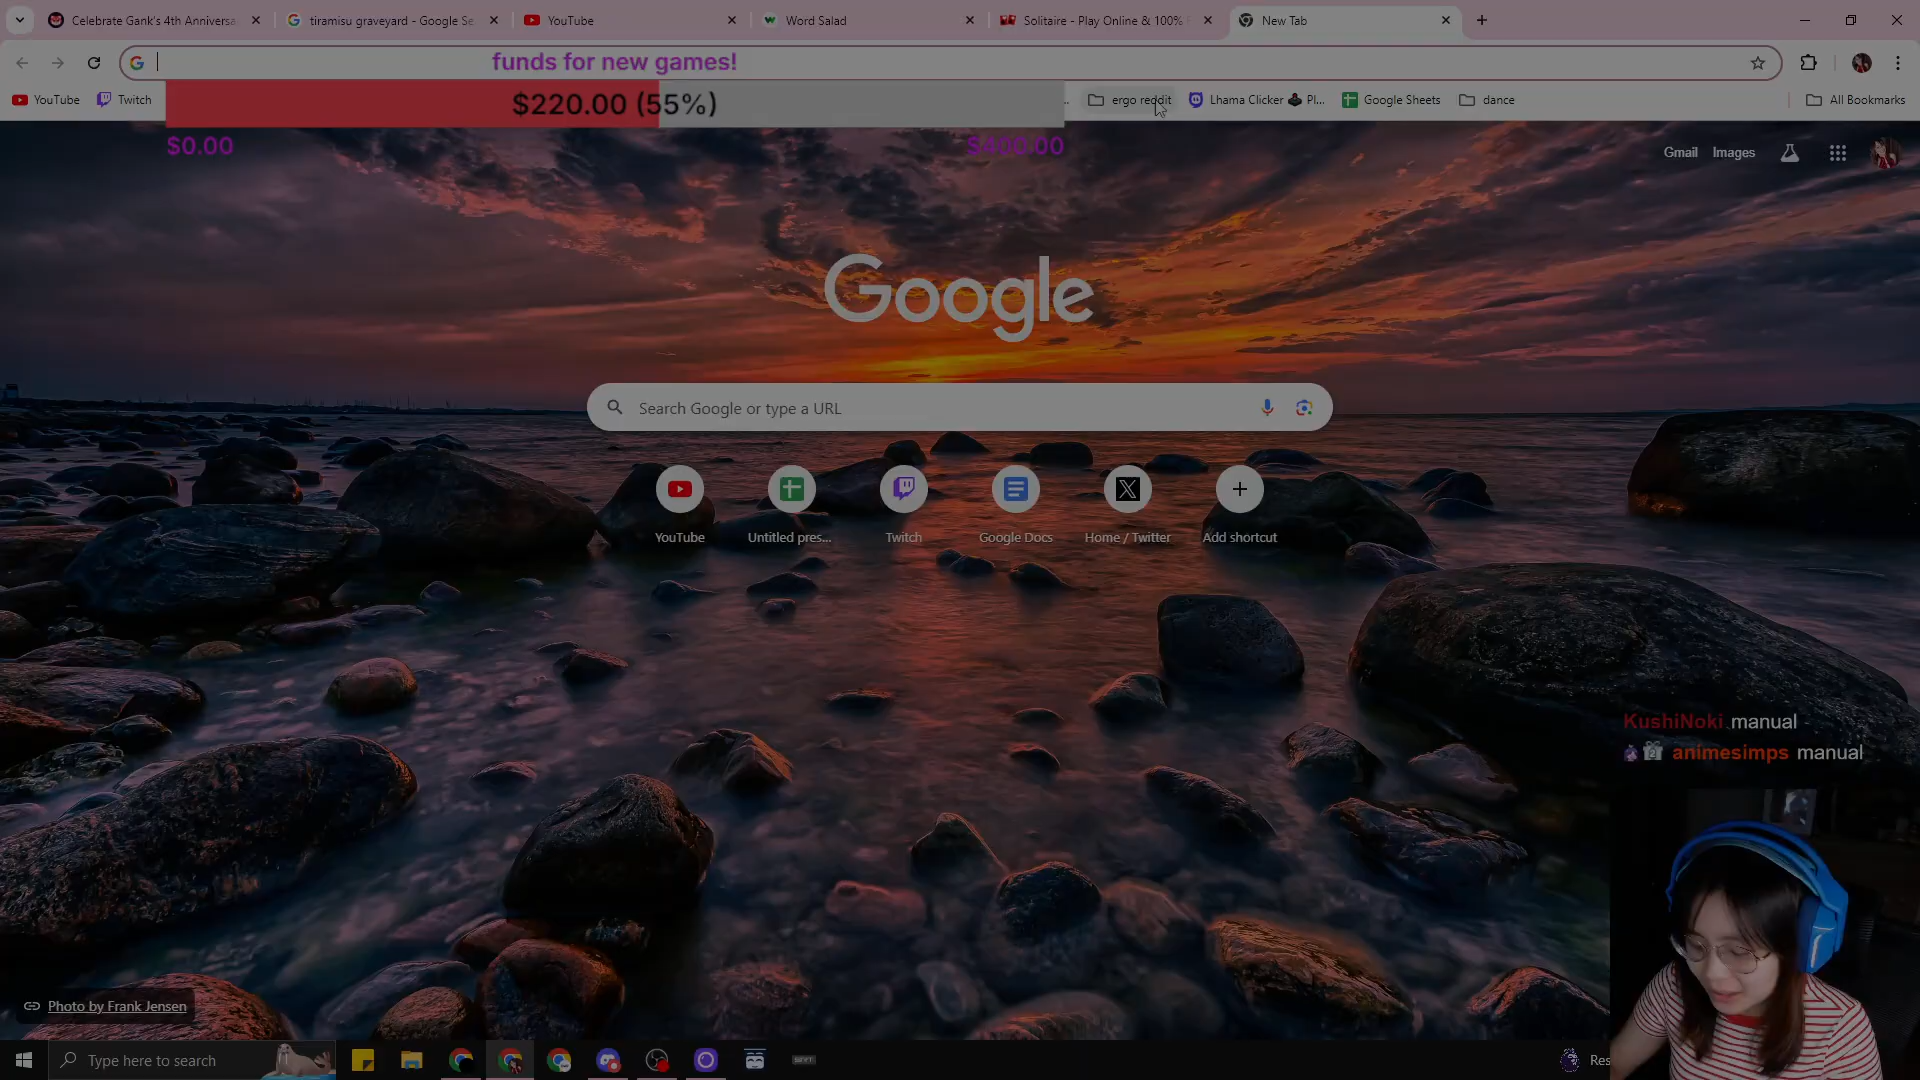 Celebrate Gank's 4th Anniversa
tiramisu graveyard - Google Se
YouTube
Word Salad
Solitaire - Play Online & 100% F
New Tab
funds for new games!
YouTube
Twitch
$220.00 (55%)
ergo reddit
Lhama Clicker Pl...
Google Sheets
dance
All Bookmarks
$0.00
$400.00
Gmail
Images
Google
Search Google or type a URL
YouTube
Untitled pres...
Twitch
Google Docs
Home / Twitter
Add shortcut
KushiNoki manual
animesimps manual
Photo by Frank Jensen
Type here to search
Res